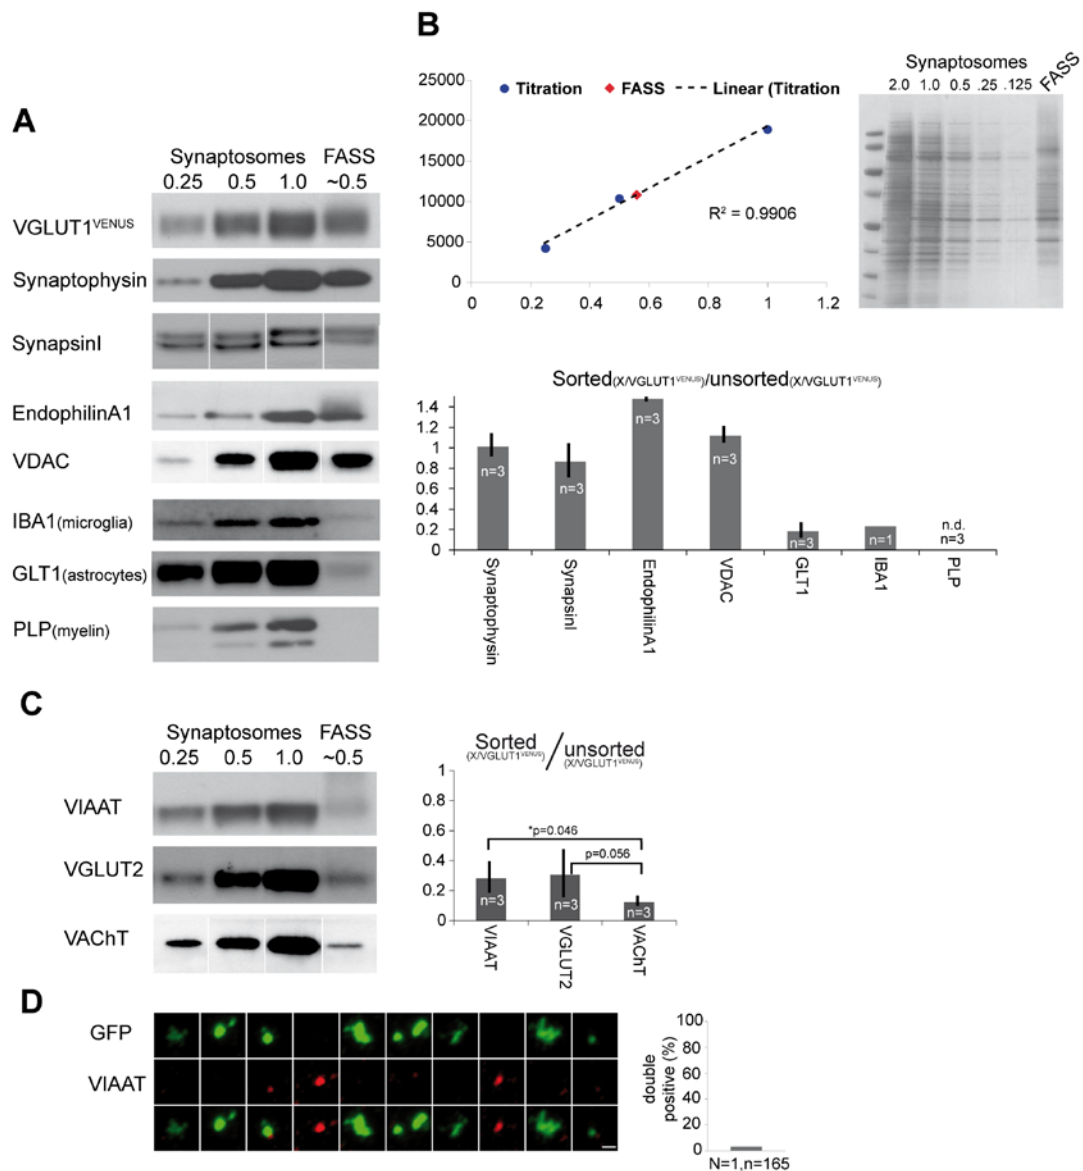 A
Synaptosomes FASS
0.25 0.5 1.0 ~0.5
VGLUT1VENUS
Synaptophysin
SynapsinI
EndophilinA1
VDAC
IBA1(microglia)
GLT1(astrocytes)
PLP(myelin)
B
25000
20000
15000
10000
5000
0
0 0.2 0.4 0.6 0.8 1 1.2
Titration FASS Linear (Titration
R² = 0.9906
Synaptosomes FASS
2.0 1.0 0.5 .25 .125
Sorted(X/VGLUT1VENUS)/unsorted(X/VGLUT1VENUS)
1.4
1.2
1
0.8
0.6
0.4
0.2
0
n=3
n=3
n=3
n=3
n=3
n=1
n.d.
n=3
Synaptophysin
SynapsinI
EndophilinA1
VDAC
GLT1
IBA1
PLP
C
Synaptosomes FASS
0.25 0.5 1.0 ~0.5
VIAAT
VGLUT2
VAChT
Sorted / unsorted
(X/VGLUT1VENUS) (X/VGLUT1VENUS)
1
0.8
0.6
0.4
0.2
0
*p=0.046
p=0.056
n=3
n=3
n=3
VIAAT
VGLUT2
VAChT
D
GFP
VIAAT
double
positive (%)
100
80
60
40
20
0
N=1,n=165